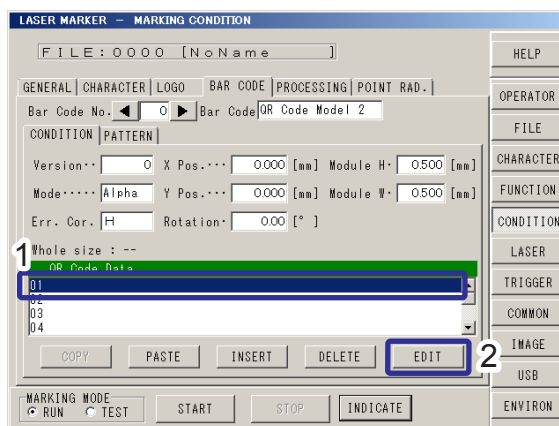 LASER MARKER － MARKING CONDITION
FILE:0000 [NoName ]
HELP
GENERAL CHARACTER LOGO BAR CODE PROCESSING POINT RAD.
OPERATOR
Bar Code No. 0 Bar Code QR Code Model 2
FILE
CONDITION PATTERN
CHARACTER
Version·· 0 X Pos.··· 0.000 [mm] Module H· 0.500 [mm]
FUNCTION
Mode····· Alpha Y Pos.··· 0.000 [mm] Module W· 0.500 [mm]
CONDITION
Err. Cor. H Rotation· 0.00 [° ]
1
Whole size : --
LASER
QR Code Data
01
TRIGGER
02
03
COMMON
04
IMAGE
COPY PASTE INSERT DELETE EDIT
2
USB
MARKING MODE
RUN TEST START STOP INDICATE
ENVIRON